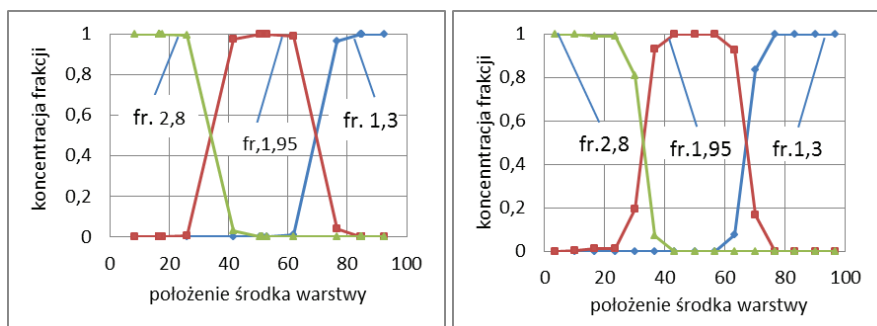 koncentracja frakcji
1
0,8
0,6
0,4
0,2
0
fr. 2,8
fr,1,95
fr. 1,3
0 20 40 60 80 100
położenie środka warstwy
koncenntracja frakcji
1
0,8
0,6
0,4
0,2
0
fr.2,8
fr.1,95
fr.1,3
0 20 40 60 80 100
położenie środka warstwy